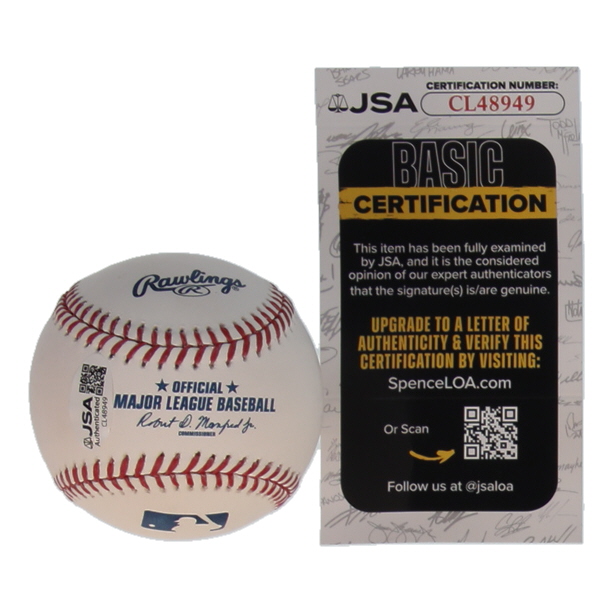 CERTIFICATION NUMBER:
JSA CL48949
BASIC
CERTIFICATION
This item has been fully examined
by JSA, and it is the considered
opinion of our expert authenticators
that the signature(s) is/are genuine.
UPGRADE TO A LETTER OF
AUTHENTICITY & VERIFY THIS
CERTIFICATION BY VISITING:
SpenceLOA.com
Or Scan
Follow us at @jsaloa
Rawlings
R
OFFICIAL
MAJOR LEAGUE BASEBALL
Robert D. Manfred Jr.
COMMISSIONER
JSA
Authenticated
CL48949